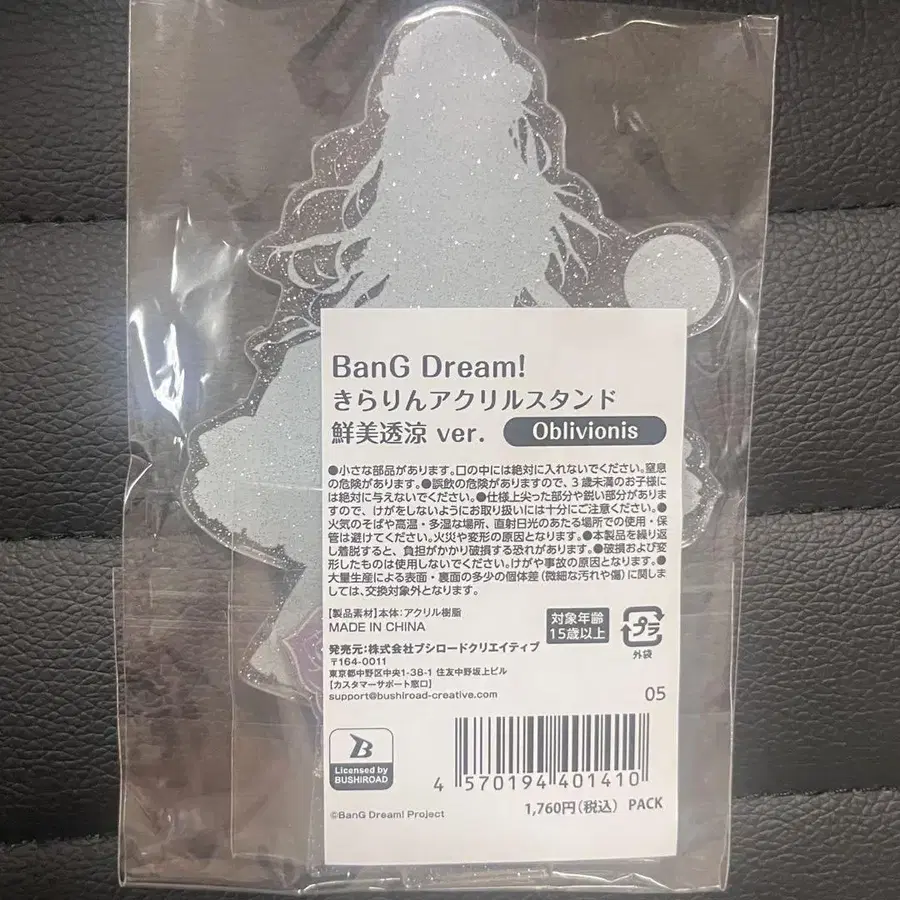 BanG Dream!
きらりんアクリルスタンド
鮮美透涼 ver. Oblivionis
●小さな部品があります。口の中には絶対に入れないでください。窒息
の危険があります。●誤飲の危険がありますので、3歳未満のお子様に
は絶対に与えないでください。●仕様上尖った部分や鋭い部分がありま
すので、けがをしないようにお取り扱いには十分にご注意ください。●
火気のそばや高温・多湿な場所、直射日光のあたる場所での使用・保
管は避けてください。火災や変形の原因となります。●本製品を繰り返
し着脱すると、負担がかかり破損する恐れがあります。●破損および変
形したものは使用しないでください。けがや事故の原因となります。●
大量生産による表面・裏面の多少の個体差(微細な汚れや傷)に関しま
しては、交換対象外となります。
【製品素材】本体:アクリル樹脂
MADE IN CHINA
対象年齢
15歳以上
プラ
外袋
発売元:株式会社ブシロードクリエイティブ
〒164-0011
東京都中野区中央1-38-1 住友中野坂上ビル
【カスタマーサポート窓口】
support@bushiroad-creative.com
05
B
Licensed by
BUSHIROAD
4 570194 401410
1,760円(税込) PACK
©BanG Dream! Project